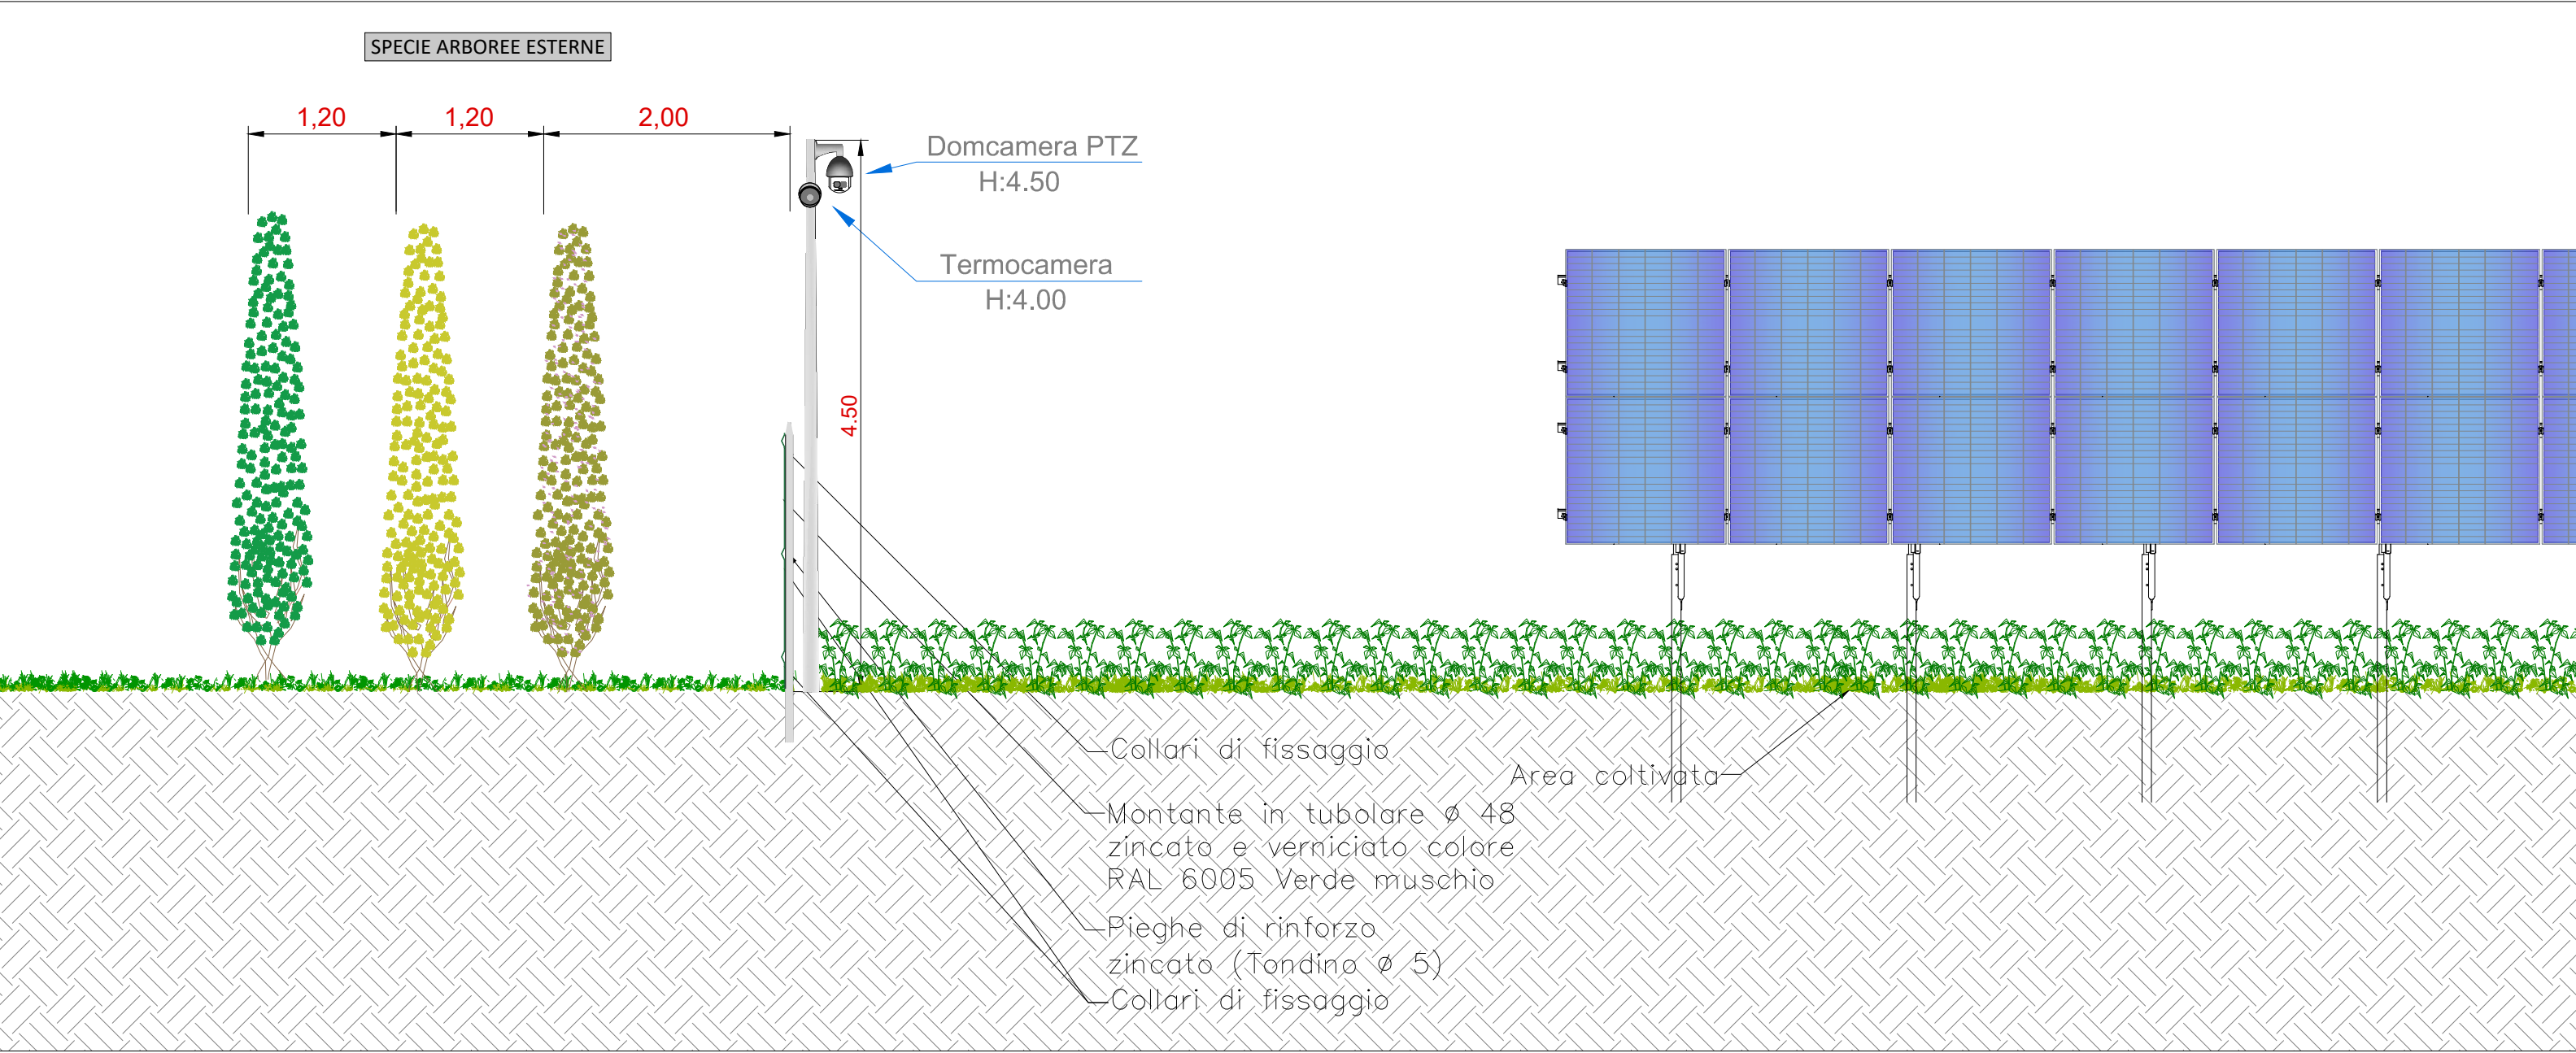 SPECIE ARBOREE ESTERNE
1,20
1,20
2,00
Domcamera PTZ
H:4.50
Termocamera
H:4.00
4.50
Collari di fissaggio
Area coltivata
Montante in tubolare ø 48
zincato e verniciato colore
RAL 6005 Verde muschio
Pieghe di rinforzo
zincato (Tondino ø 5)
Collari di fissaggio